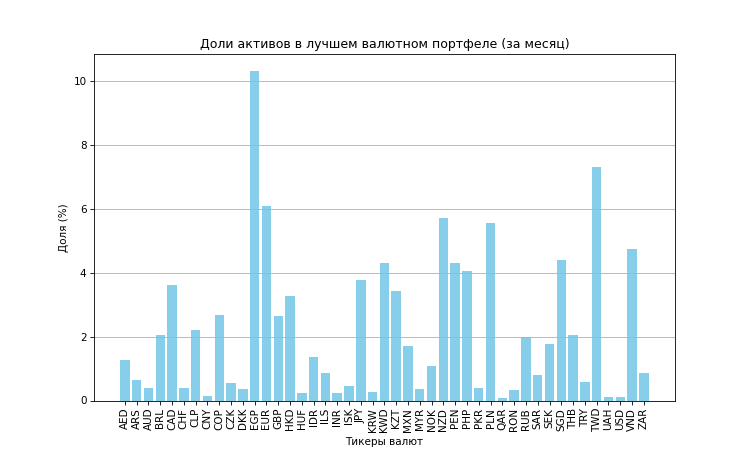 Доли активов в лучшем валютном портфеле (за месяц)
Доля (%)
10
8
6
4
2
0
AED ARS AUD BRL CAD CHF CLP CNY COP CZK DKK EGP EUR GBP HKD HUF IDR ILS INR ISK JPY KRW KWD KZT MXN MYR NOK NZD PEN PHP PKR PLN QAR RON RUB SAR SEK SGD THB TRY TWD UAH USD VND ZAR
Тикеры валют